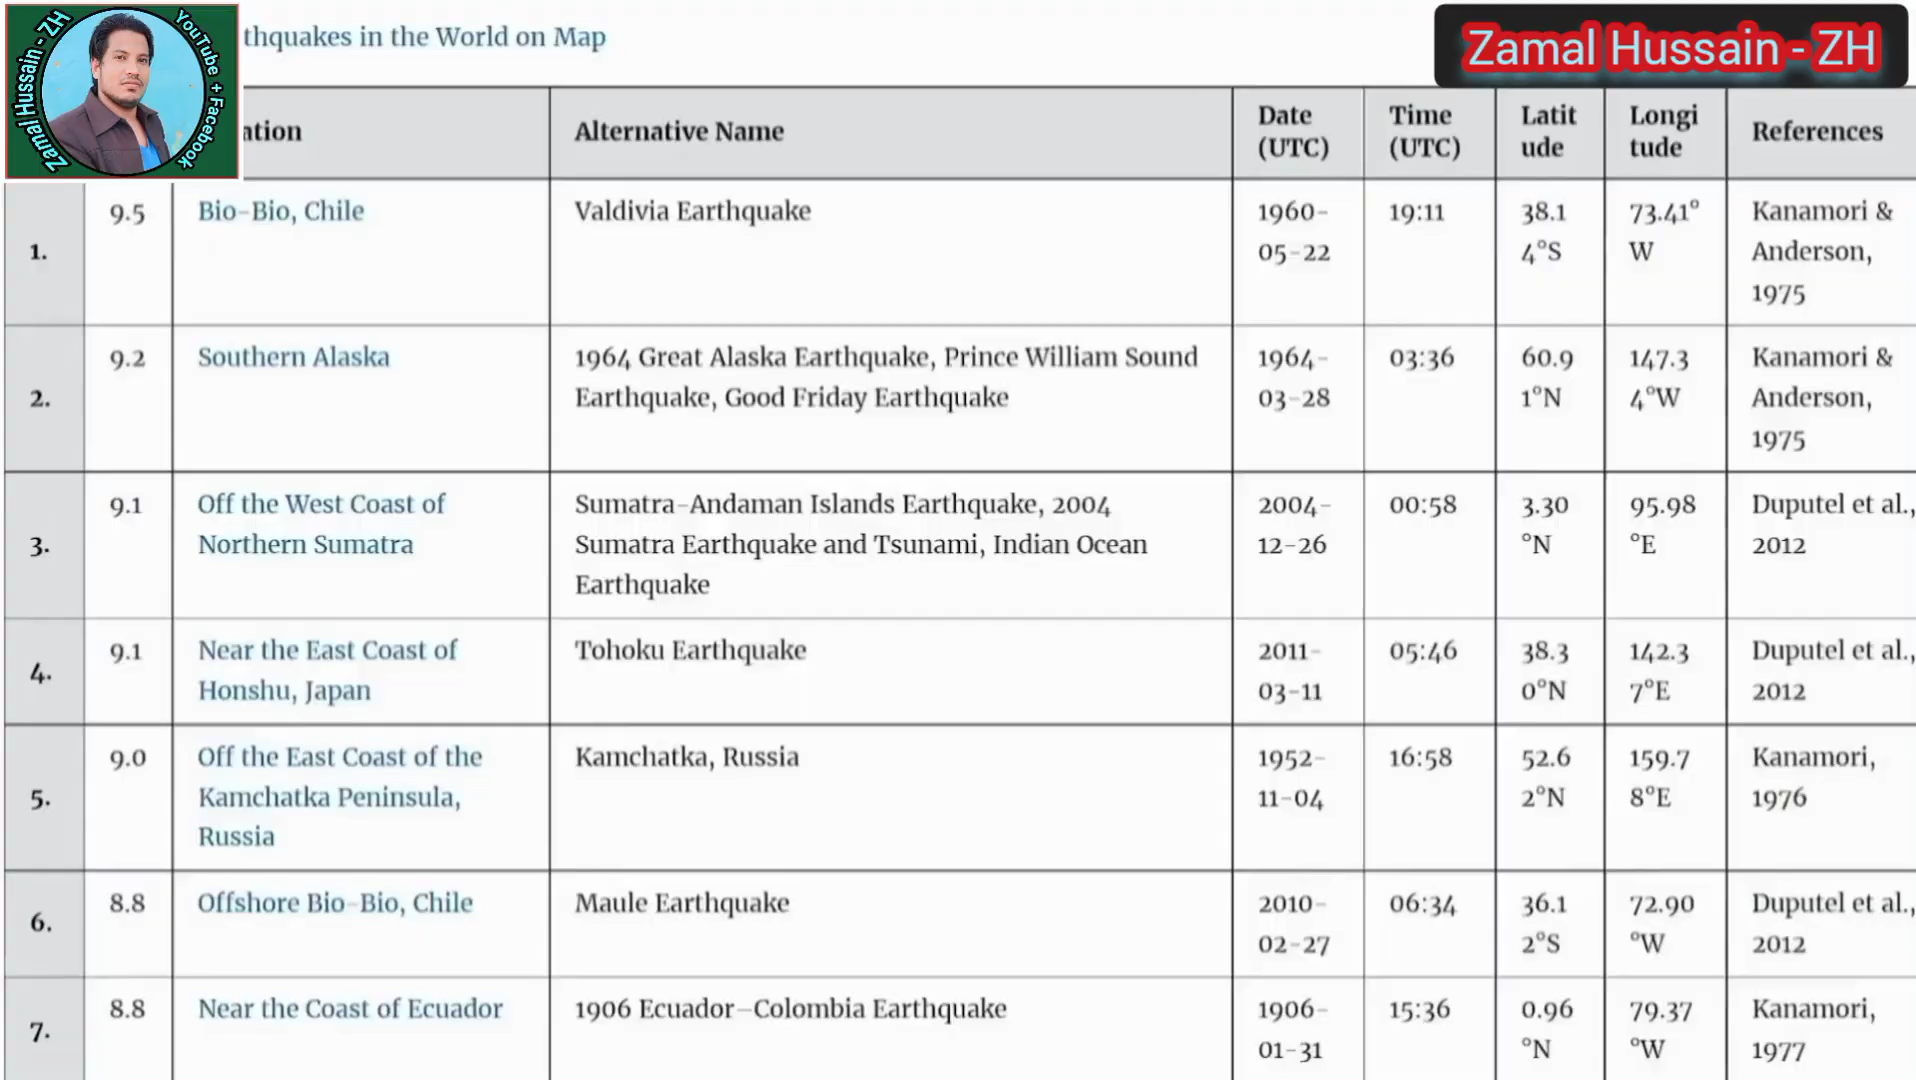 Zamal Hussain - ZH
YouTube + Facebook
thquakes in the World on Map
Zamal Hussain - ZH
ation
Alternative Name
Date
(UTC)
Time
(UTC)
Latit
ude
Longi
tude
References
1.
9.5
Bio-Bio, Chile
Valdivia Earthquake
1960-
05-22
19:11
38.1
4°S
73.41°
W
Kanamori &
Anderson,
1975
2.
9.2
Southern Alaska
1964 Great Alaska Earthquake, Prince William Sound
Earthquake, Good Friday Earthquake
1964-
03-28
03:36
60.9
1°N
147.3
4°W
Kanamori &
Anderson,
1975
3.
9.1
Off the West Coast of
Northern Sumatra
Sumatra-Andaman Islands Earthquake, 2004
Sumatra Earthquake and Tsunami, Indian Ocean
Earthquake
2004-
12-26
00:58
3.30
°N
95.98
°E
Duputel et al.,
2012
4.
9.1
Near the East Coast of
Honshu, Japan
Tohoku Earthquake
2011-
03-11
05:46
38.3
0°N
142.3
7°E
Duputel et al.,
2012
5.
9.0
Off the East Coast of the
Kamchatka Peninsula,
Russia
Kamchatka, Russia
1952-
11-04
16:58
52.6
2°N
159.7
8°E
Kanamori,
1976
6.
8.8
Offshore Bio-Bio, Chile
Maule Earthquake
2010-
02-27
06:34
36.1
2°S
72.90
°W
Duputel et al.,
2012
7.
8.8
Near the Coast of Ecuador
1906 Ecuador–Colombia Earthquake
1906-
01-31
15:36
0.96
°N
79.37
°W
Kanamori,
1977